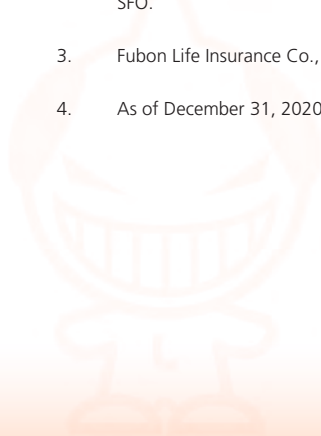 SFO.
3. Fubon Life Insurance Co.,
4. As of December 31, 2020